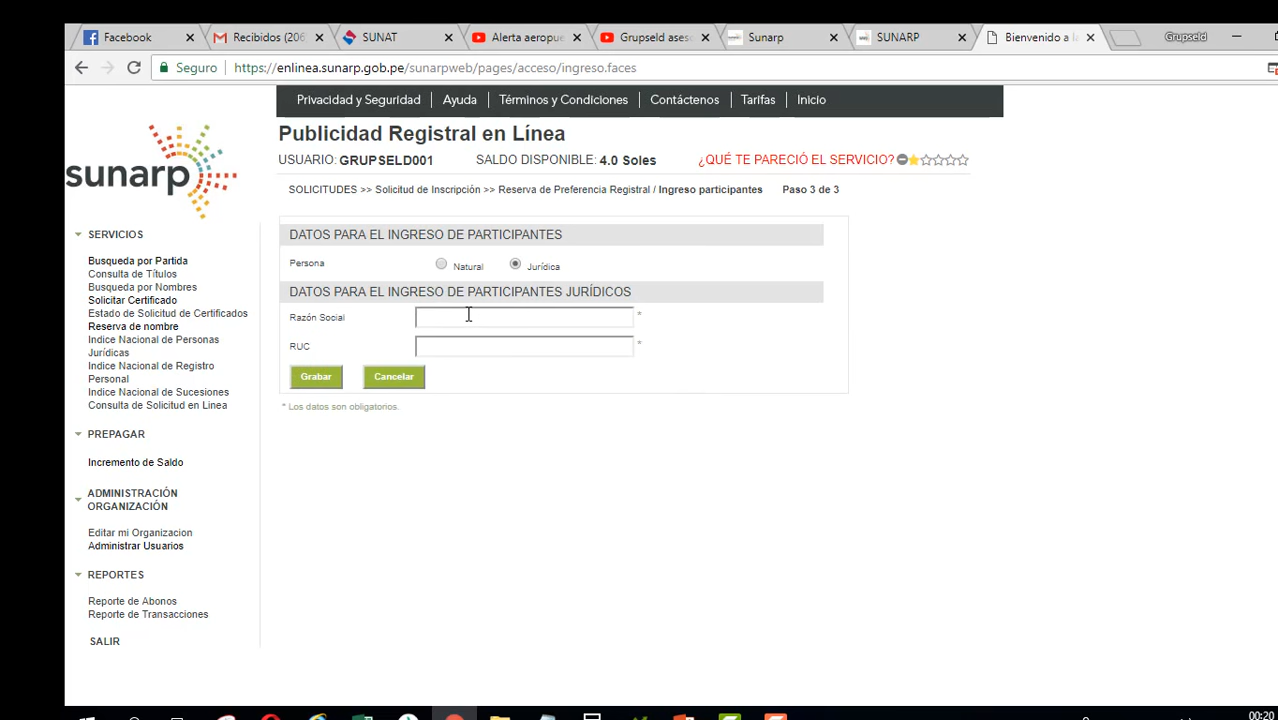 Facebook
Recibidos (206
SUNAT
Alerta aeropue
Grupseld ases
Sunarp
SUNARP
Bienvenido a l
Grupseld
Seguro https://enlinea.sunarp.gob.pe/sunarpweb/pages/acceso/ingreso.faces
Privacidad y Seguridad | Ayuda | Términos y Condiciones | Contáctenos | Tarifas | Inicio
sunarp
Publicidad Registral en Línea
USUARIO: GRUPSELD001 SALDO DISPONIBLE: 4.0 Soles ¿QUÉ TE PARECIÓ EL SERVICIO?
SOLICITUDES >> Solicitud de Inscripción >> Reserva de Preferencia Registral / Ingreso participantes Paso 3 de 3
SERVICIOS
Busqueda por Partida
Consulta de Títulos
Busqueda por Nombres
Solicitar Certificado
Estado de Solicitud de Certificados
Reserva de nombre
Indice Nacional de Personas
Jurídicas
Indice Nacional de Registro
Personal
Indice Nacional de Sucesiones
Consulta de Solicitud en Linea
PREPAGAR
Incremento de Saldo
ADMINISTRACIÓN
ORGANIZACIÓN
Editar mi Organizacion
Administrar Usuarios
REPORTES
Reporte de Abonos
Reporte de Transacciones
SALIR
DATOS PARA EL INGRESO DE PARTICIPANTES
Persona Natural Jurídica
DATOS PARA EL INGRESO DE PARTICIPANTES JURÍDICOS
Razón Social *
RUC *
Grabar Cancelar
* Los datos son obligatorios.
00:20